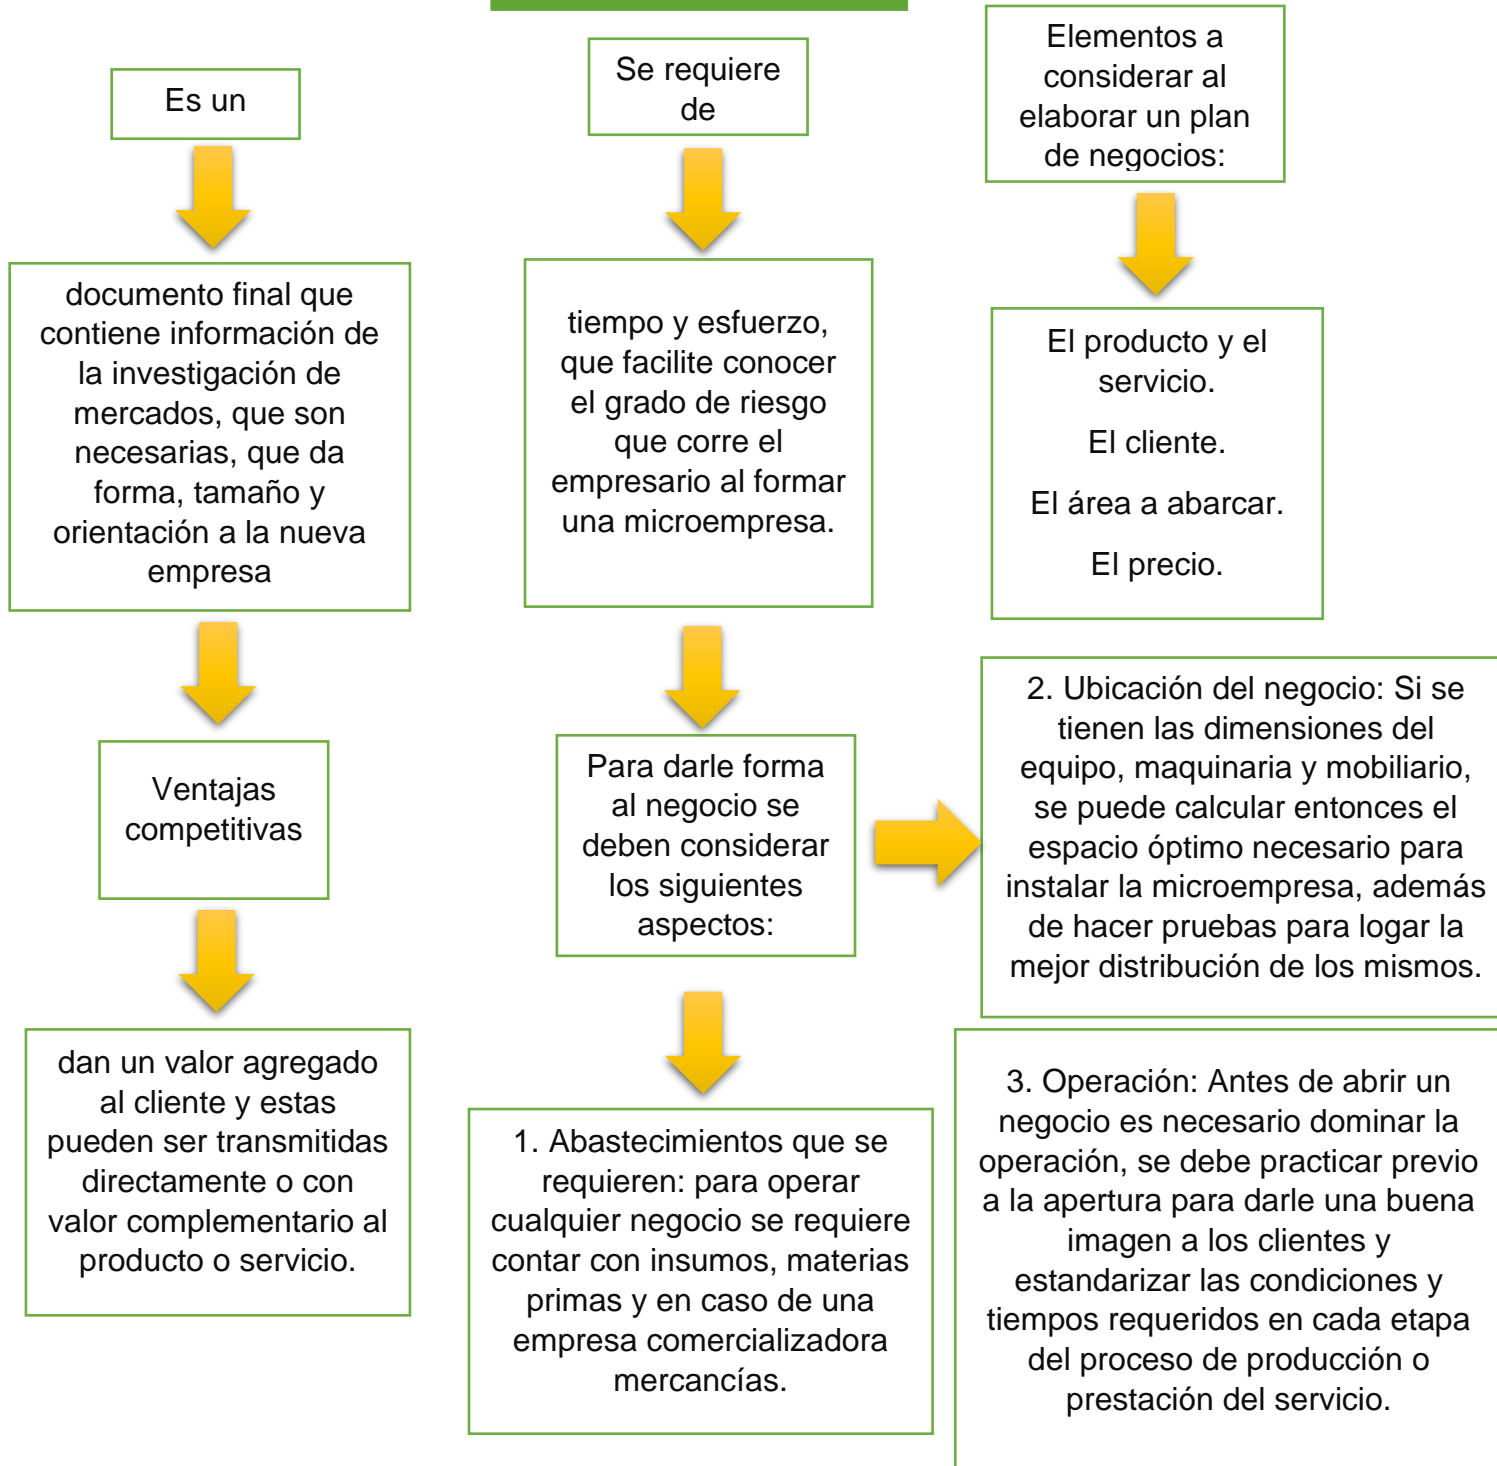 Es un
documento final que
contiene información de
la investigación de
mercados, que son
necesarias, que da
forma, tamaño y
orientación a la nueva
empresa
Ventajas
competitivas
dan un valor agregado
al cliente y estas
pueden ser transmitidas
directamente o con
valor complementario al
producto o servicio.
Se requiere
de
tiempo y esfuerzo,
que facilite conocer
el grado de riesgo
que corre el
empresario al formar
una microempresa.
Para darle forma
al negocio se
deben considerar
los siguientes
aspectos:
1. Abastecimientos que se
requieren: para operar
cualquier negocio se requiere
contar con insumos, materias
primas y en caso de una
empresa comercializadora
mercancías.
Elementos a
considerar al
elaborar un plan
de negocios:
El producto y el
servicio.
El cliente.
El área a abarcar.
El precio.
2. Ubicación del negocio: Si se
tienen las dimensiones del
equipo, maquinaria y mobiliario,
se puede calcular entonces el
espacio óptimo necesario para
instalar la microempresa, además
de hacer pruebas para logar la
mejor distribución de los mismos.
3. Operación: Antes de abrir un
negocio es necesario dominar la
operación, se debe practicar previo
a la apertura para darle una buena
imagen a los clientes y
estandarizar las condiciones y
tiempos requeridos en cada etapa
del proceso de producción o
prestación del servicio.